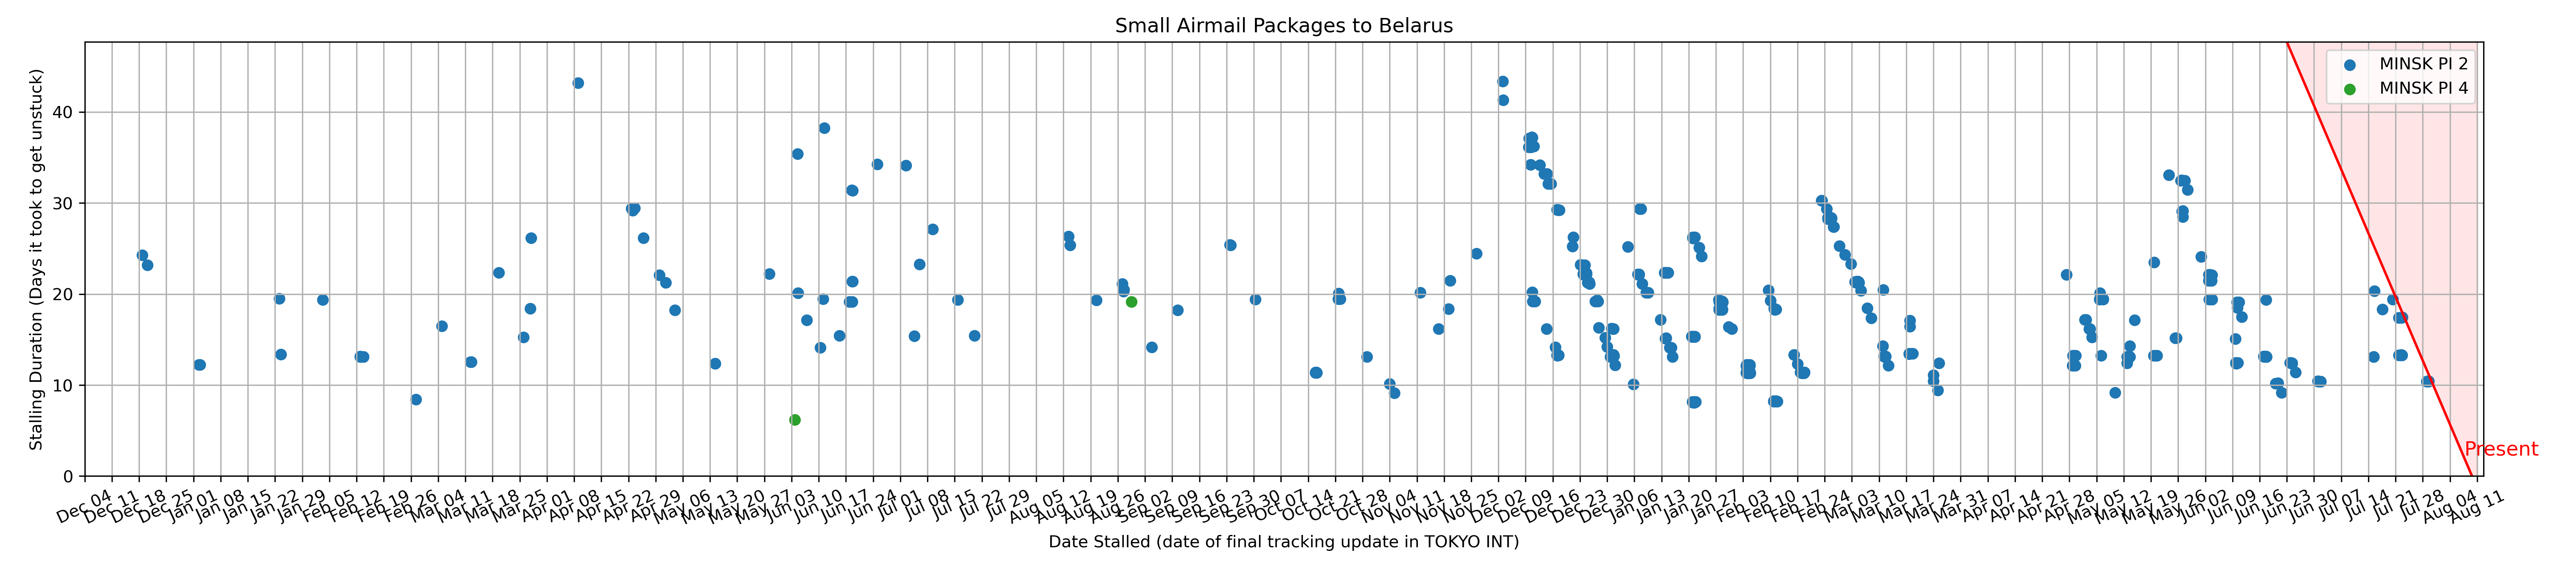 Small Airmail Packages to Belarus
Stalling Duration (Days it took to get unstuck)
40
30
20
10
0
MINSK PI 2
MINSK PI 4
Present
Dec 04
Dec 11
Dec 18
Dec 25
Jan 01
Jan 08
Jan 15
Jan 22
Jan 29
Feb 05
Feb 12
Feb 19
Feb 26
Mar 04
Mar 11
Mar 18
Mar 25
Apr 01
Apr 08
Apr 15
Apr 22
Apr 29
May 06
May 13
May 20
May 27
Jun 03
Jun 10
Jun 17
Jun 24
Jul 01
Jul 08
Jul 15
Jul 22
Jul 29
Aug 05
Aug 12
Aug 19
Aug 26
Sep 02
Sep 09
Sep 16
Sep 23
Sep 30
Oct 07
Oct 14
Oct 21
Oct 28
Nov 04
Nov 11
Nov 18
Nov 25
Dec 02
Dec 09
Dec 16
Dec 23
Dec 30
Jan 06
Jan 13
Jan 20
Jan 27
Feb 03
Feb 10
Feb 17
Feb 24
Mar 03
Mar 10
Mar 17
Mar 24
Mar 31
Apr 07
Apr 14
Apr 21
Apr 28
May 05
May 12
May 19
May 26
Jun 02
Jun 09
Jun 16
Jun 23
Jun 30
Jul 07
Jul 14
Jul 21
Jul 28
Aug 04
Aug 11
Date Stalled (date of final tracking update in TOKYO INT)